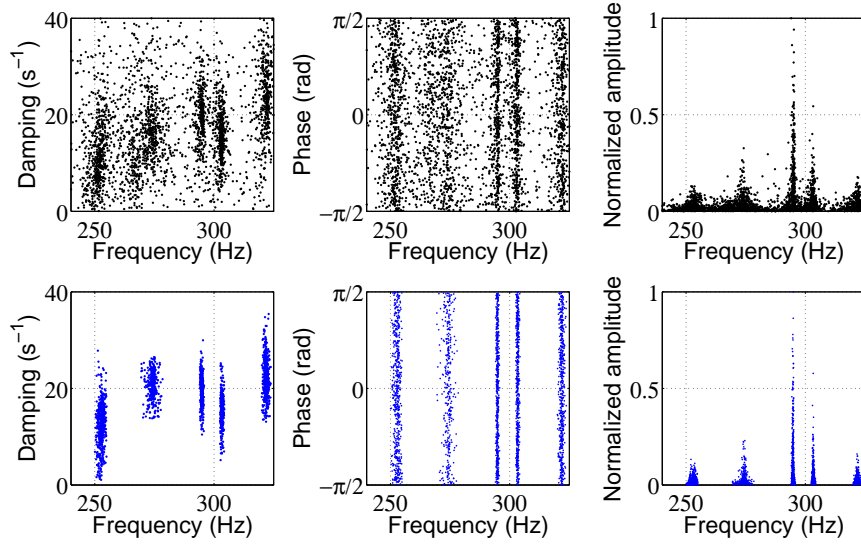 40
20
0
Damping (s⁻¹)
250
300
Frequency (Hz)
π/2
0
−π/2
Phase (rad)
250
300
Frequency (Hz)
1
0.5
0
Normalized amplitude
250
300
Frequency (Hz)
40
20
0
Damping (s⁻¹)
250
300
Frequency (Hz)
π/2
0
−π/2
Phase (rad)
250
300
Frequency (Hz)
1
0.5
0
Normalized amplitude
250
300
Frequency (Hz)